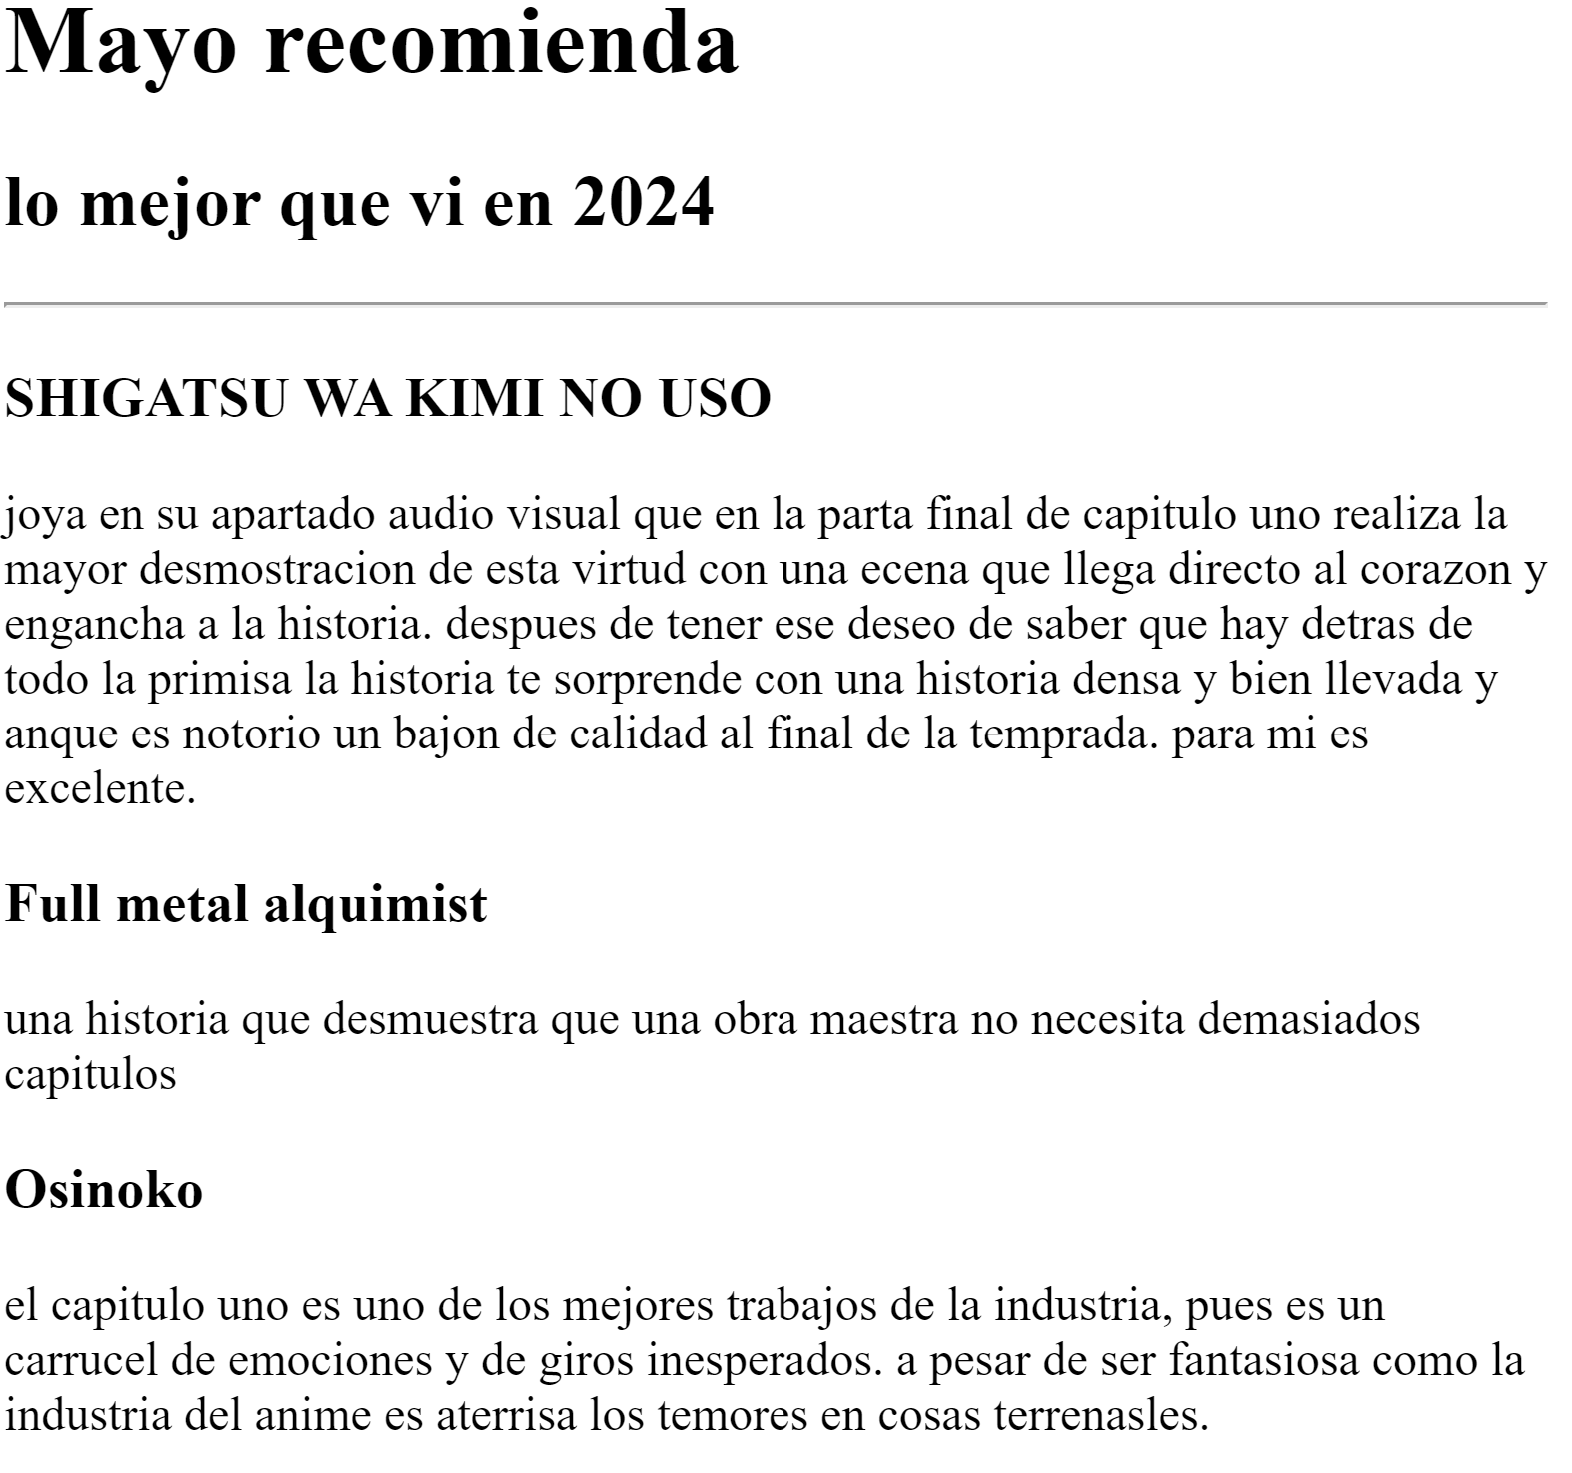 Mayo recomienda
lo mejor que vi en 2024
SHIGATSU WA KIMI NO USO
joya en su apartado audio visual que en la parta final de capitulo uno realiza la
mayor desmostracion de esta virtud con una ecena que llega directo al corazon y
engancha a la historia. despues de tener ese deseo de saber que hay detras de
todo la primisa la historia te sorprende con una historia densa y bien llevada y
anque es notorio un bajon de calidad al final de la temprada. para mi es
excelente.
Full metal alquimist
una historia que desmuestra que una obra maestra no necesita demasiados
capitulos
Osinoko
el capitulo uno es uno de los mejores trabajos de la industria, pues es un
carrucel de emociones y de giros inesperados. a pesar de ser fantasiosa como la
industria del anime es aterrisa los temores en cosas terrenasles.